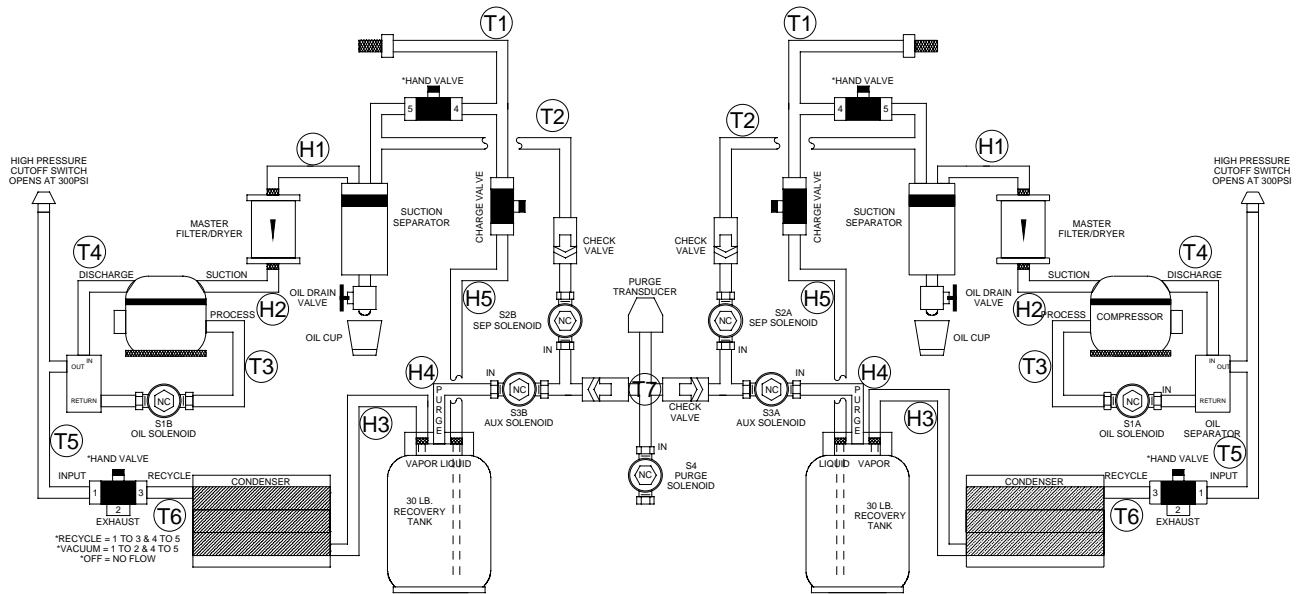 T1
T1
*HAND VALVE
*HAND VALVE
5
4
4
5
T2
T2
H1
H1
HIGH PRESSURE
CUTOFF SWITCH
OPENS AT 300PSI
HIGH PRESSURE
CUTOFF SWITCH
OPENS AT 300PSI
MASTER
FILTER/DRYER
SUCTION
SEPARATOR
CHARGE VALVE
CHECK
VALVE
CHECK
VALVE
CHARGE VALVE
SUCTION
SEPARATOR
MASTER
FILTER/DRYER
T4
T4
DISCHARGE
SUCTION
H2
OIL DRAIN
VALVE
H5
PURGE
TRANSDUCER
H5
OIL DRAIN
VALVE
SUCTION
DISCHARGE
H2
PROCESS
OIL CUP
S2B
SEP SOLENOID
NC
IN
S2A
SEP SOLENOID
NC
IN
OIL CUP
PROCESS
COMPRESSOR
OUT
IN
RETURN
NC
T3
S1B
OIL SOLENOID
H4
PURGE
IN
NC
S3B
AUX SOLENOID
T7
CHECK
VALVE
NC
IN
S3A
AUX SOLENOID
H4
PURGE
T3
NC
IN
S1A
OIL SOLENOID
IN
OUT
RETURN
OIL
SEPARATOR
H3
H3
T5
T5
IN
NC
S4
PURGE
SOLENOID
VAPOR
LIQUID
LIQUID
VAPOR
*HAND VALVE
INPUT
RECYCLE
1
3
2
EXHAUST
T6
CONDENSER
30 LB.
RECOVERY
TANK
30 LB.
RECOVERY
TANK
CONDENSER
*HAND VALVE
RECYCLE
INPUT
3
1
2
EXHAUST
T6
*RECYCLE = 1 TO 3 & 4 TO 5
*VACUUM = 1 TO 2 & 4 TO 5
*OFF = NO FLOW